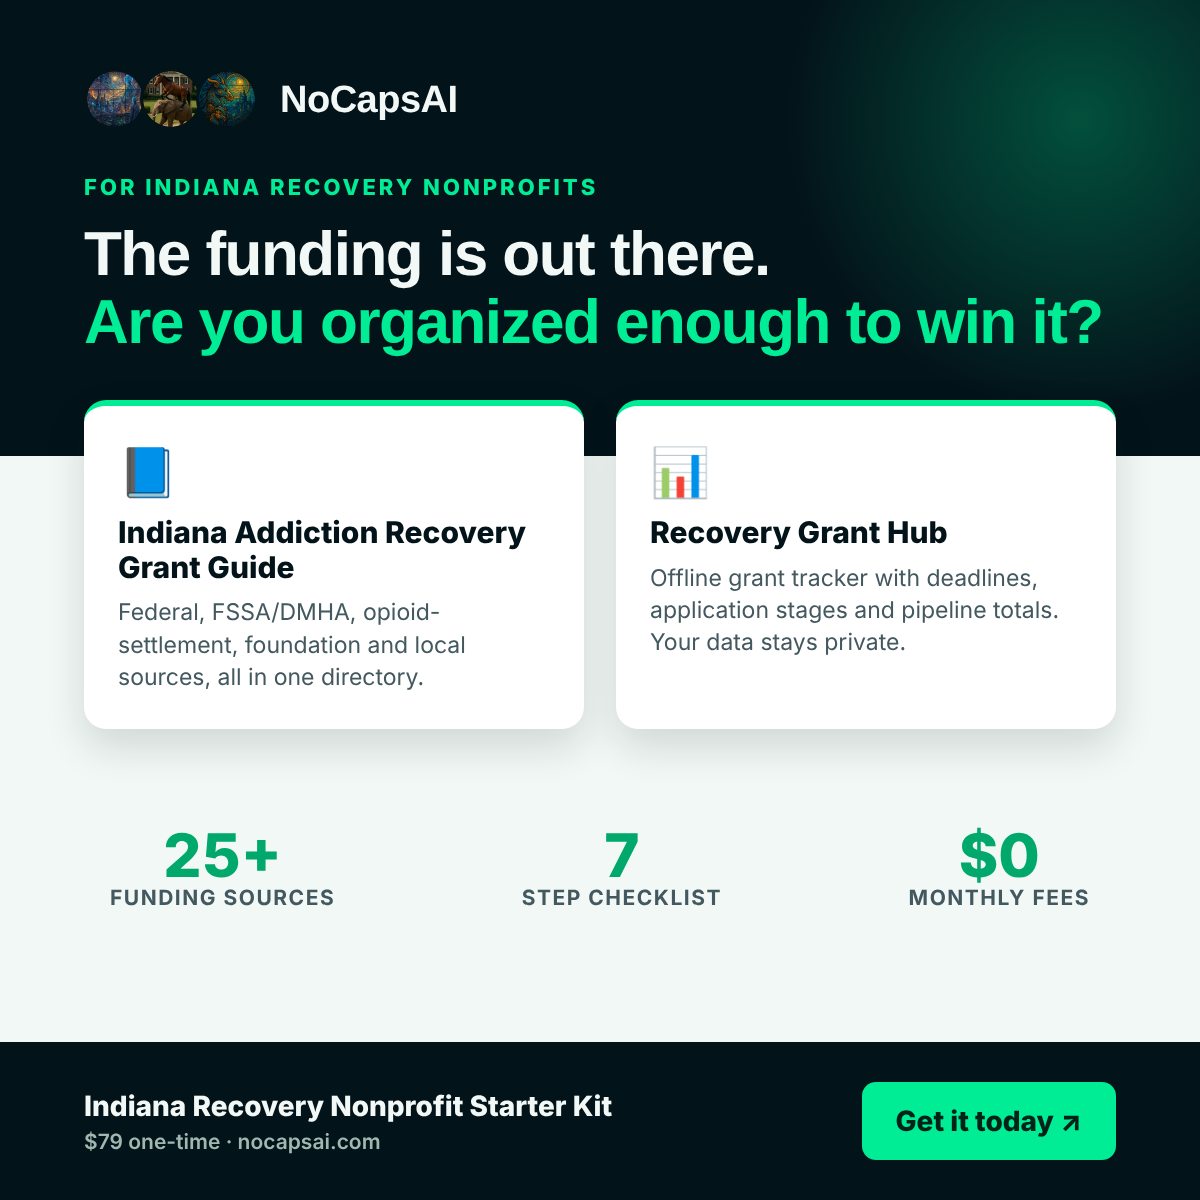 NoCapsAI
FOR INDIANA RECOVERY NONPROFITS
The funding is out there.
Are you organized enough to win it?
Indiana Addiction Recovery
Grant Guide
Federal, FSSA/DMHA, opioid-
settlement, foundation and local
sources, all in one directory.
Recovery Grant Hub
Offline grant tracker with deadlines,
application stages and pipeline totals.
Your data stays private.
25+
FUNDING SOURCES
7
STEP CHECKLIST
$0
MONTHLY FEES
Indiana Recovery Nonprofit Starter Kit
$79 one-time · nocapsai.com
Get it today ↗